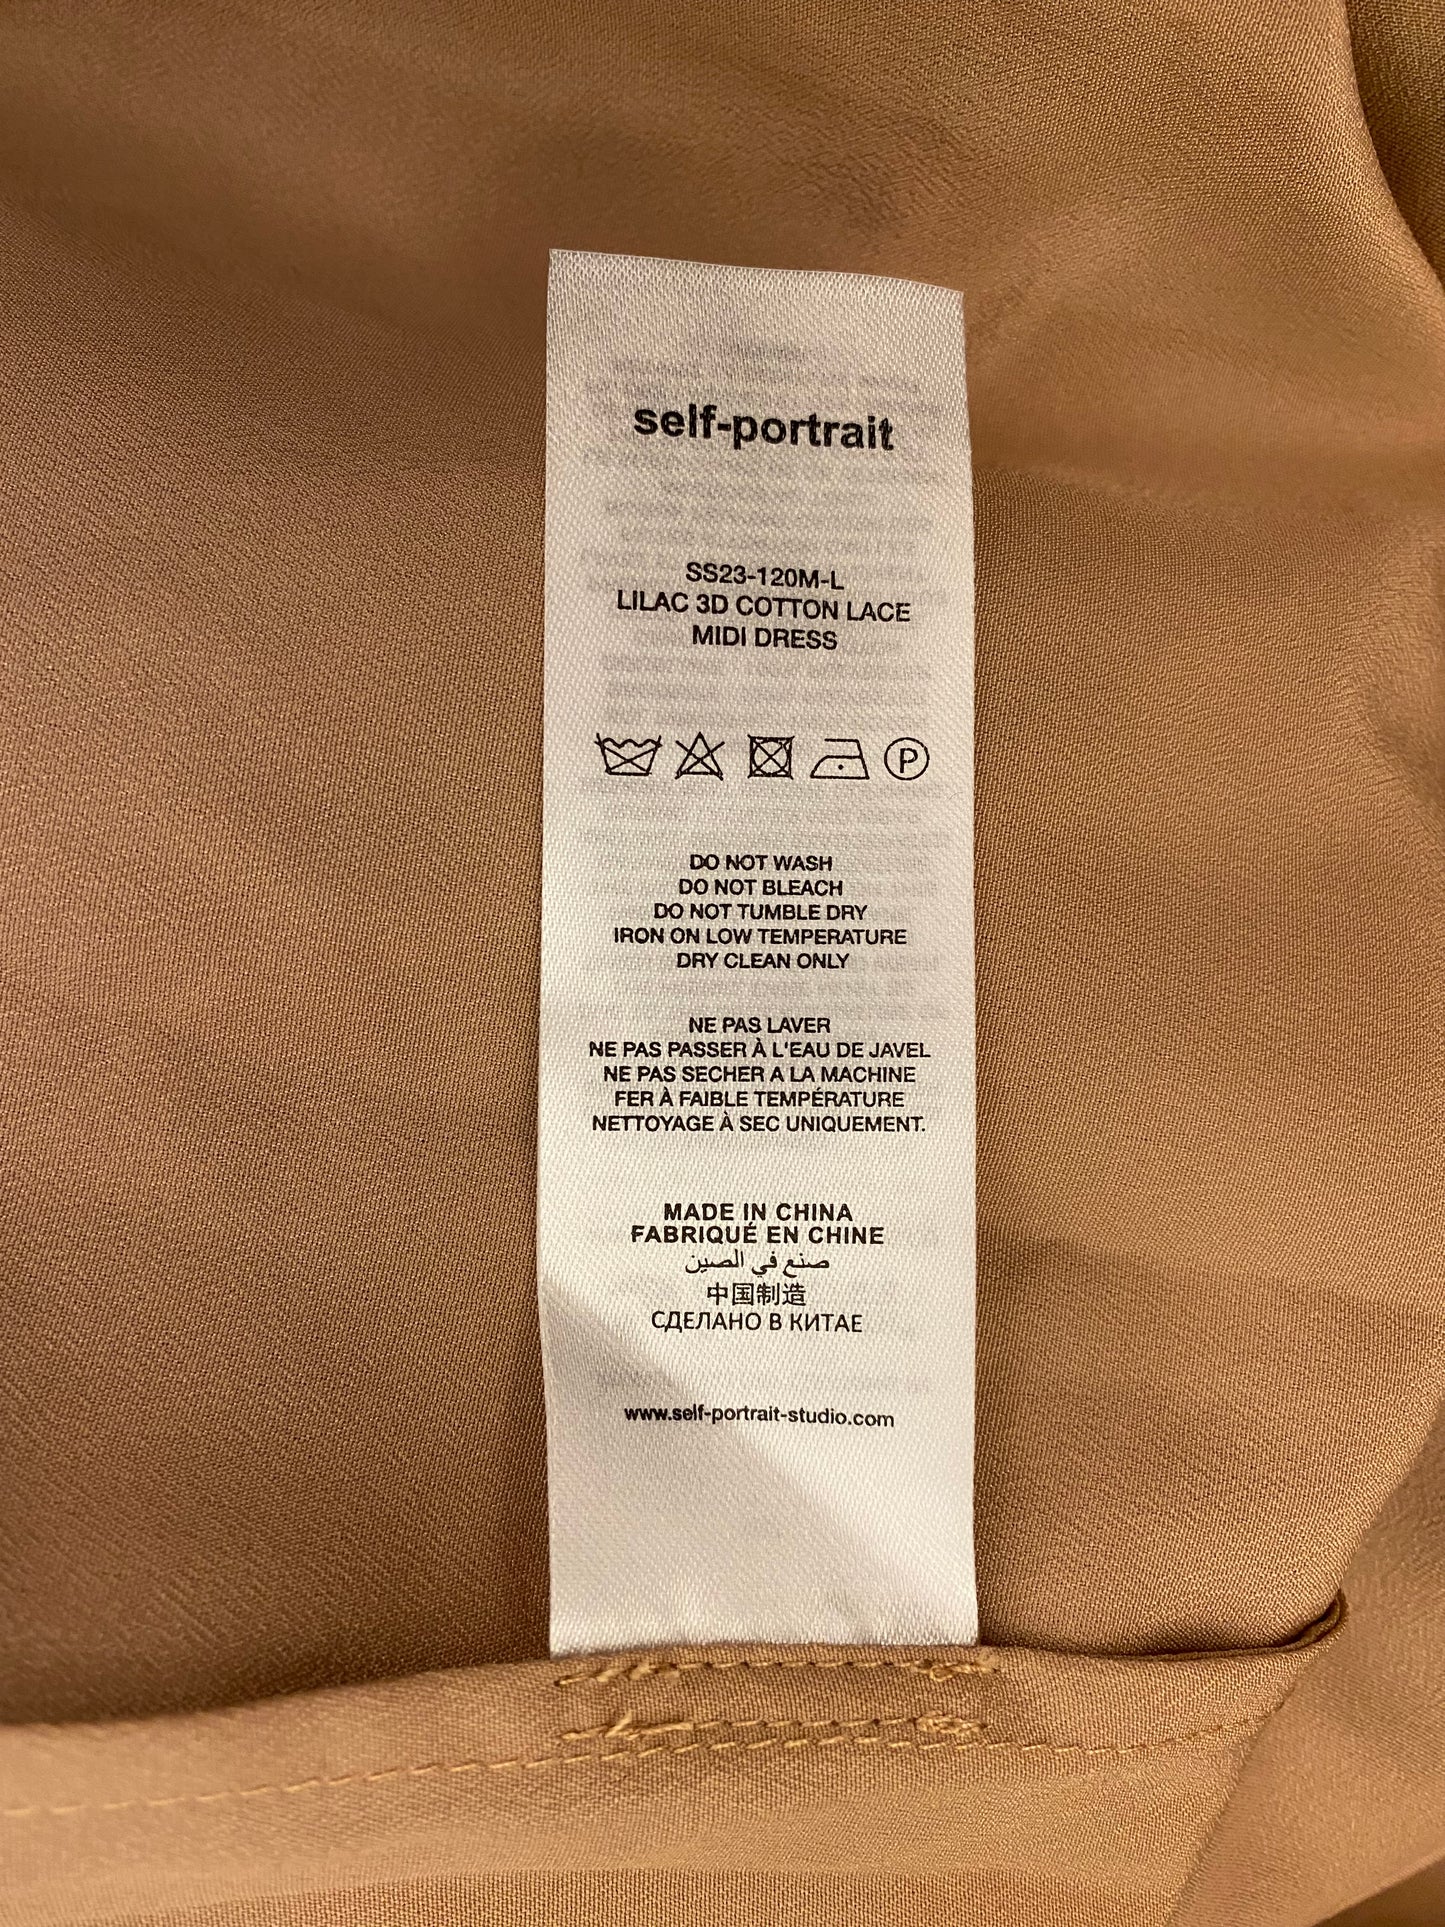 self-portrait
SS23-120M-L
LILAC 3D COTTON LACE
MIDI DRESS
P
DO NOT WASH
DO NOT BLEACH
DO NOT TUMBLE DRY
IRON ON LOW TEMPERATURE
DRY CLEAN ONLY
NE PAS LAVER
NE PAS PASSER À L'EAU DE JAVEL
NE PAS SECHER A LA MACHINE
FER À FAIBLE TEMPÉRATURE
NETTOYAGE À SEC UNIQUEMENT.
MADE IN CHINA
FABRIQUÉ EN CHINE
صنع في الصين
中国制造
СДЕЛАНО В КИТАЕ
www.self-portrait-studio.com